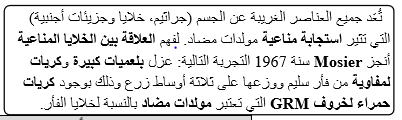 تُعَد جميع العناصر الغريبة عن الجسم (جراثيم، خلايا وجزيئات أجنبية)
التي تثير استجابة مناعية مولدات مضاد. لفهم العلاقة بين الخلايا المناعية
أنجز Mosier سنة 1967 التجربة التالية: عزل بلعميات كبيرة وكريات
لمفاوية من فأر سليم ووزعها على ثلاثة أوساط زرع وذلك بوجود كريات
حمراء لخروف GRM التي تعتبر مولدات مضاد بالنسبة لخلايا الفأر.